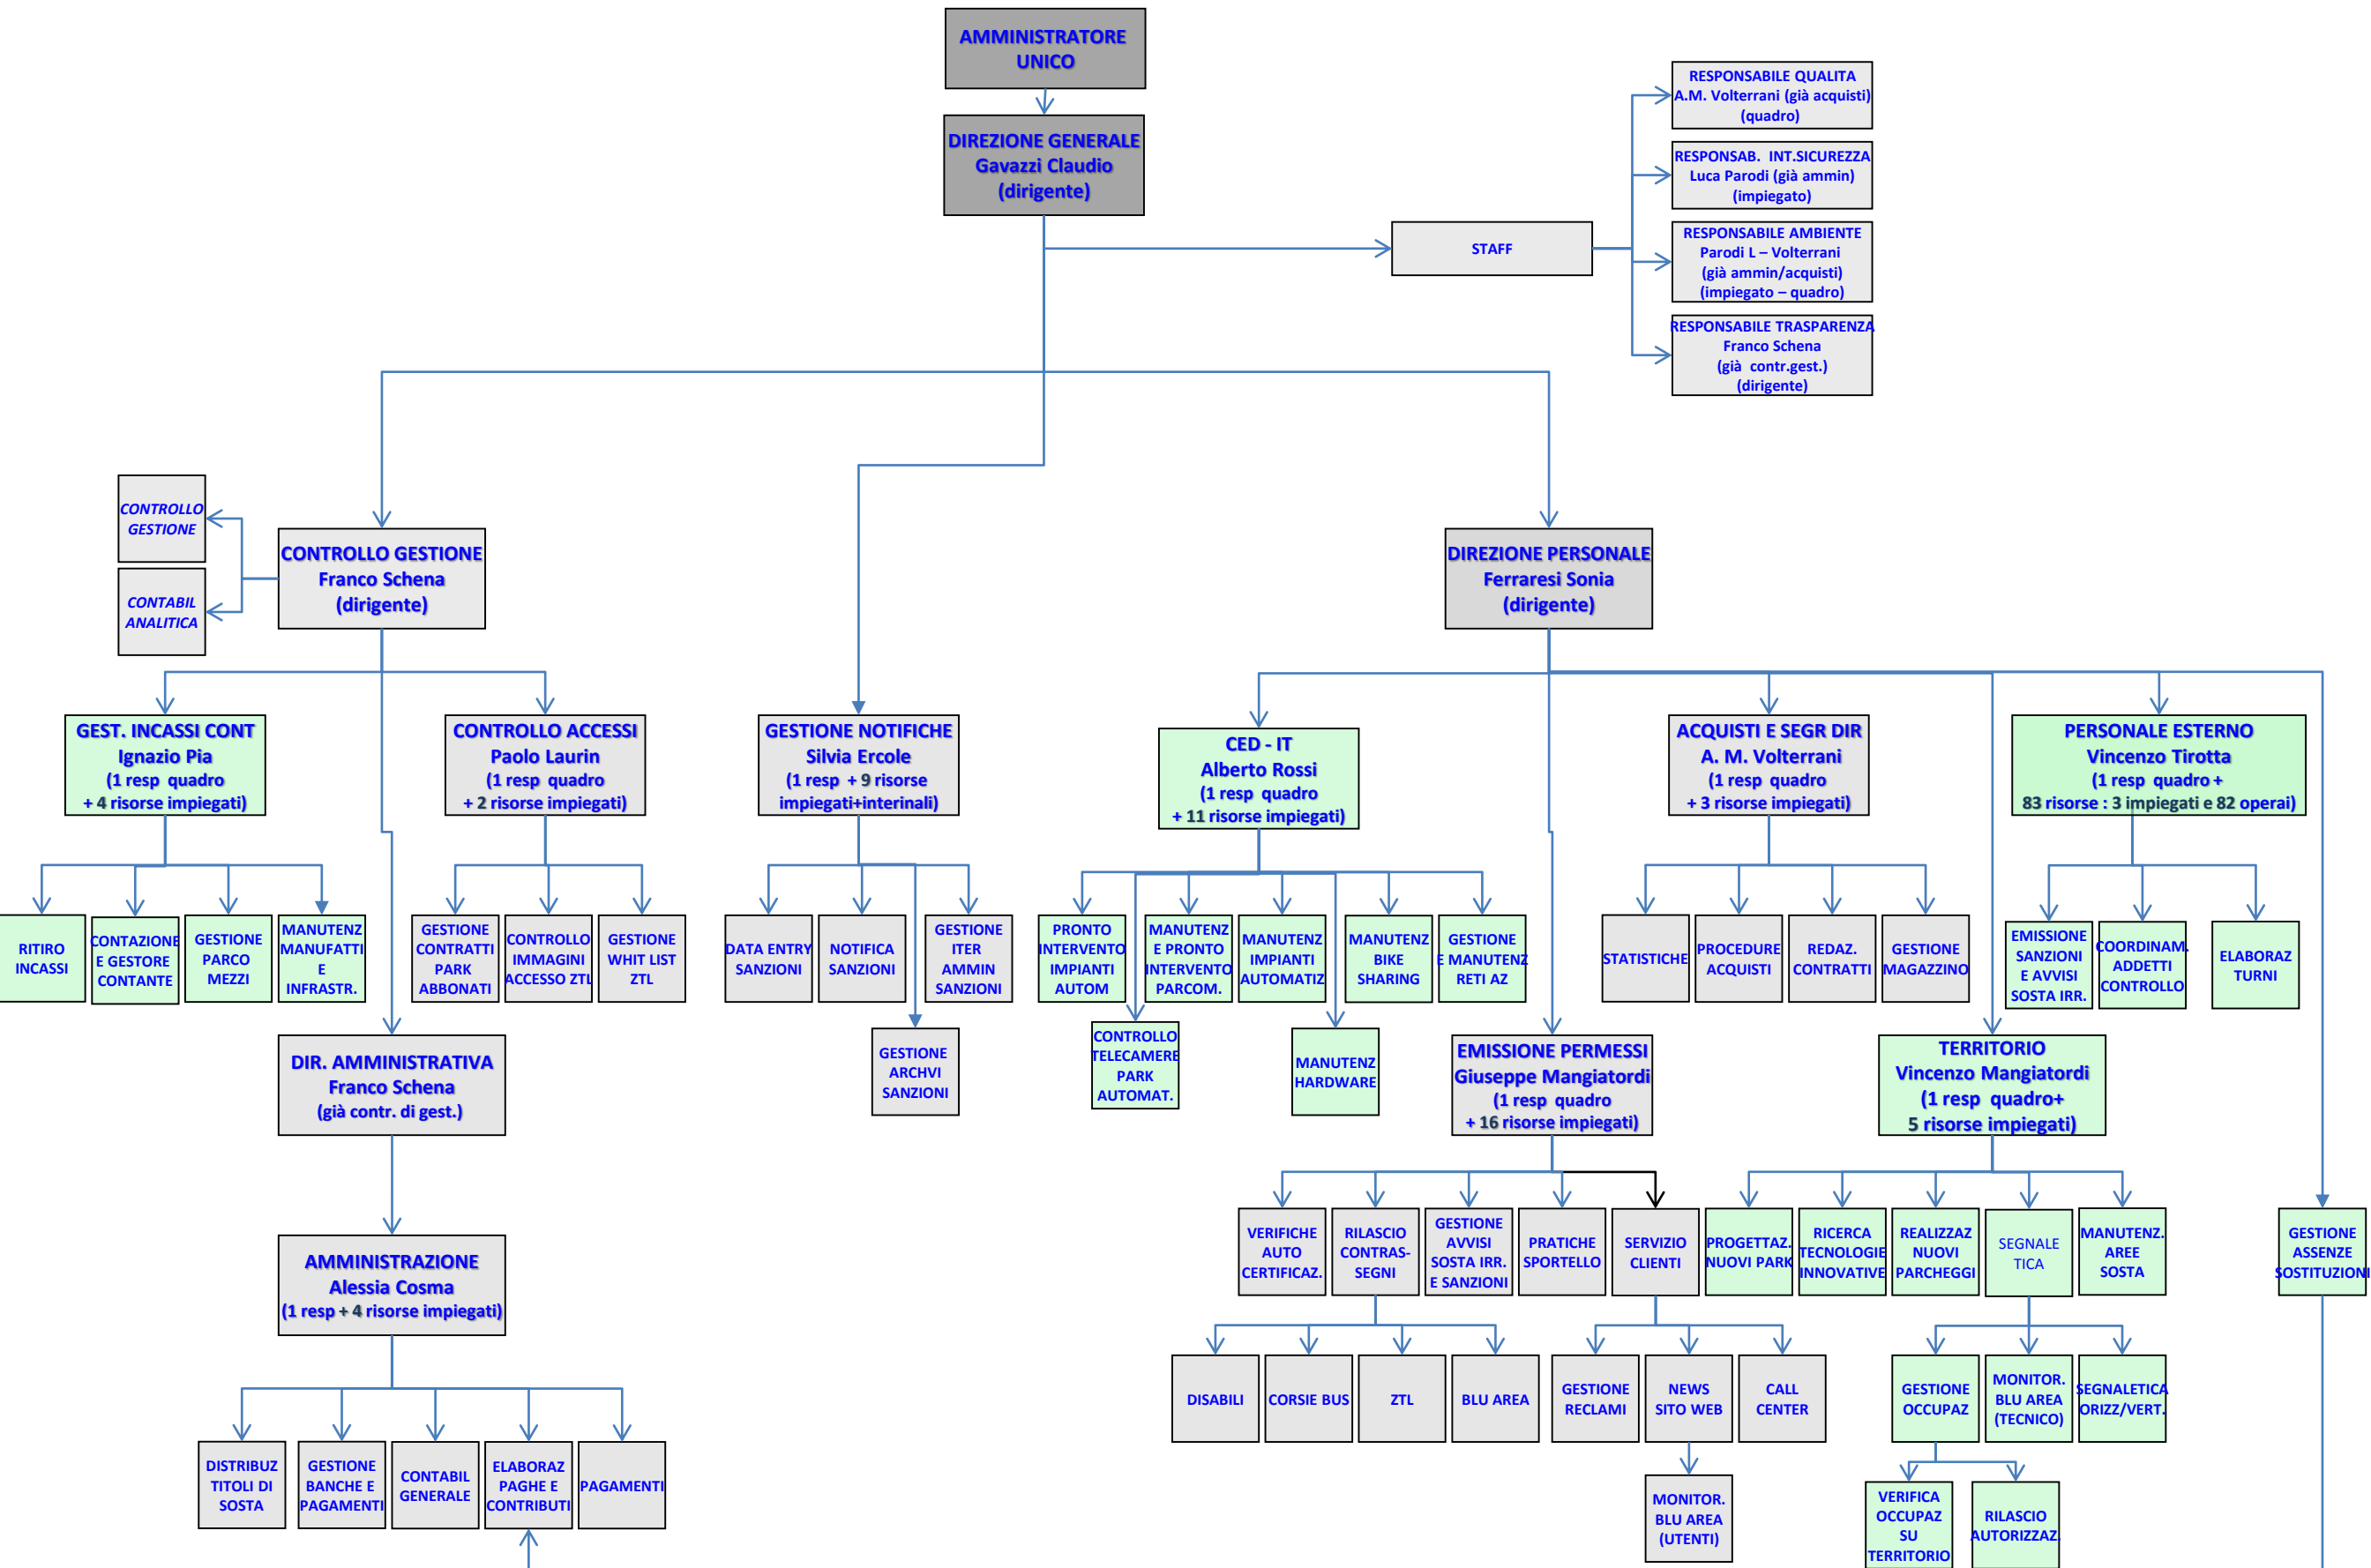 AMMINISTRATORE
UNICO
DIREZIONE GENERALE
Gavazzi Claudio
(dirigente)
STAFF
RESPONSABILE QUALITA
A.M. Volterrani (già acquisti)
(quadro)
RESPONSAB.  INT.SICUREZZA
Luca Parodi (già ammin)
(impiegato)
RESPONSABILE AMBIENTE
Parodi L – Volterrani
(già ammin/acquisti)
(impiegato – quadro)
RESPONSABILE TRASPARENZA
Franco Schena
(già  contr.gest.)
(dirigente)
CONTROLLO
GESTIONE
CONTABIL
ANALITICA
CONTROLLO GESTIONE
Franco Schena
(dirigente)
DIREZIONE PERSONALE
Ferraresi Sonia
(dirigente)
GEST. INCASSI CONT
Ignazio Pia
(1 resp  quadro
+ 4 risorse impiegati)
CONTROLLO ACCESSI
Paolo Laurin
(1 resp  quadro
+ 2 risorse impiegati)
GESTIONE NOTIFICHE
Silvia Ercole
(1 resp  + 9 risorse
impiegati+interinali)
CED - IT
Alberto Rossi
(1 resp  quadro
+ 11 risorse impiegati)
ACQUISTI E SEGR DIR
A. M. Volterrani
(1 resp  quadro
+ 3 risorse impiegati)
PERSONALE ESTERNO
Vincenzo Tirotta
(1 resp  quadro +
83 risorse : 3 impiegati e 82 operai)
RITIRO
INCASSI
CONTAZIONE
E GESTORE
CONTANTE
GESTIONE
PARCO
MEZZI
MANUTENZ
MANUFATTI
E
INFRASTR.
GESTIONE
CONTRATTI
PARK
ABBONATI
CONTROLLO
IMMAGINI
ACCESSO ZTL
GESTIONE
WHIT LIST
ZTL
DATA ENTRY
SANZIONI
NOTIFICA
SANZIONI
GESTIONE
ITER
AMMIN
SANZIONI
GESTIONE
ARCHVI
SANZIONI
PRONTO
INTERVENTO
IMPIANTI
AUTOM
MANUTENZ
E PRONTO
INTERVENTO
PARCOM.
MANUTENZ
IMPIANTI
AUTOMATIZ
MANUTENZ
BIKE
SHARING
GESTIONE
E MANUTENZ
RETI AZ
CONTROLLO
TELECAMERE
PARK
AUTOMAT.
MANUTENZ
HARDWARE
STATISTICHE
PROCEDURE
ACQUISTI
REDAZ.
CONTRATTI
GESTIONE
MAGAZZINO
EMISSIONE
SANZIONI
E AVVISI
SOSTA IRR.
COORDINAM.
ADDETTI
CONTROLLO
ELABORAZ
TURNI
DIR. AMMINISTRATIVA
Franco Schena
(già contr. di gest.)
EMISSIONE PERMESSI
Giuseppe Mangiatordi
(1 resp  quadro
+ 16 risorse impiegati)
TERRITORIO
Vincenzo Mangiatordi
(1 resp  quadro+
5 risorse impiegati)
AMMINISTRAZIONE
Alessia Cosma
(1 resp + 4 risorse impiegati)
VERIFICHE
AUTO
CERTIFICAZ.
RILASCIO
CONTRAS-
SEGNI
GESTIONE
AVVISI
SOSTA IRR.
E SANZIONI
PRATICHE
SPORTELLO
SERVIZIO
CLIENTI
PROGETTAZ.
NUOVI PARK
RICERCA
TECNOLOGIE
INNOVATIVE
REALIZZAZ
NUOVI
PARCHEGGI
SEGNALE
TICA
MANUTENZ.
AREE
SOSTA
GESTIONE
ASSENZE
SOSTITUZIONI
DISABILI
CORSIE BUS
ZTL
BLU AREA
GESTIONE
RECLAMI
NEWS
SITO WEB
CALL
CENTER
GESTIONE
OCCUPAZ
MONITOR.
BLU AREA
(TECNICO)
SEGNALETICA
ORIZZ/VERT.
DISTRIBUZ
TITOLI DI
SOSTA
GESTIONE
BANCHE E
PAGAMENTI
CONTABIL
GENERALE
ELABORAZ
PAGHE E
CONTRIBUTI
PAGAMENTI
MONITOR.
BLU AREA
(UTENTI)
VERIFICA
OCCUPAZ
SU
TERRITORIO
RILASCIO
AUTORIZZAZ.